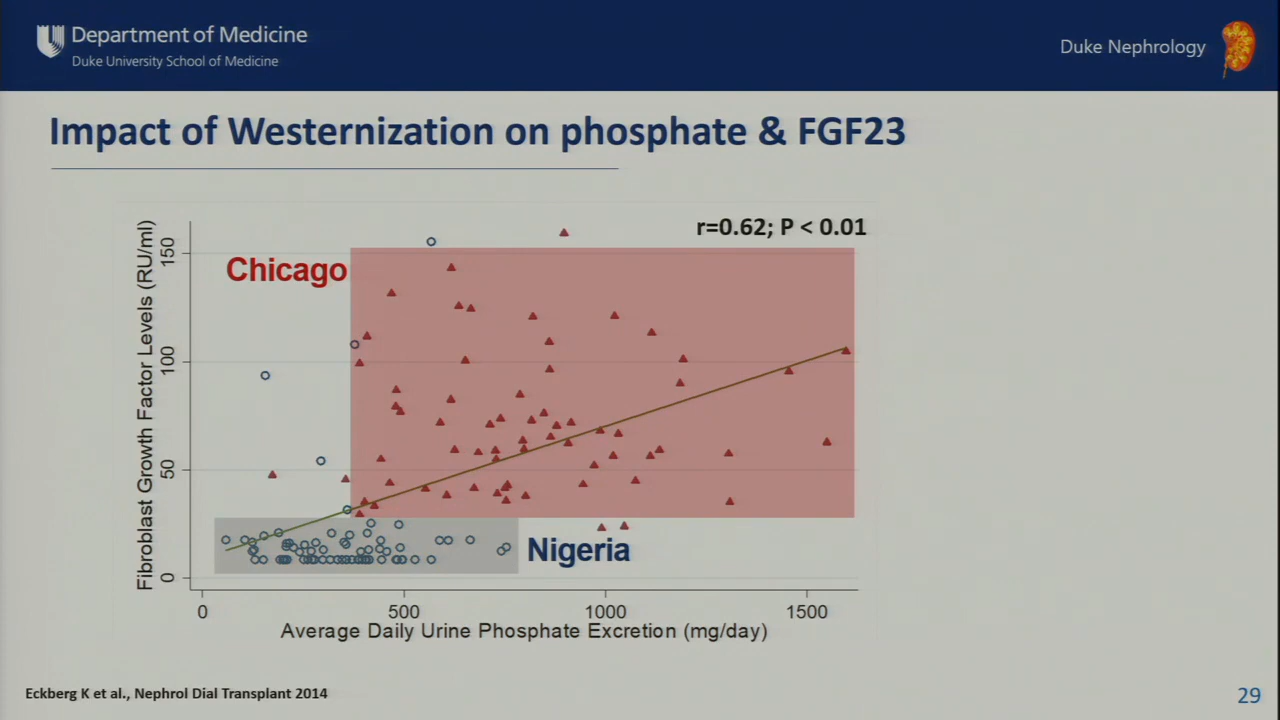 Department of Medicine
Duke University School of Medicine
Duke Nephrology
Impact of Westernization on phosphate & FGF23
r=0.62; P < 0.01
Chicago
Nigeria
Fibroblast Growth Factor Levels (RU/ml)
150
100
50
0
0 500 1000 1500
Average Daily Urine Phosphate Excretion (mg/day)
Eckberg K et al., Nephrol Dial Transplant 2014
29